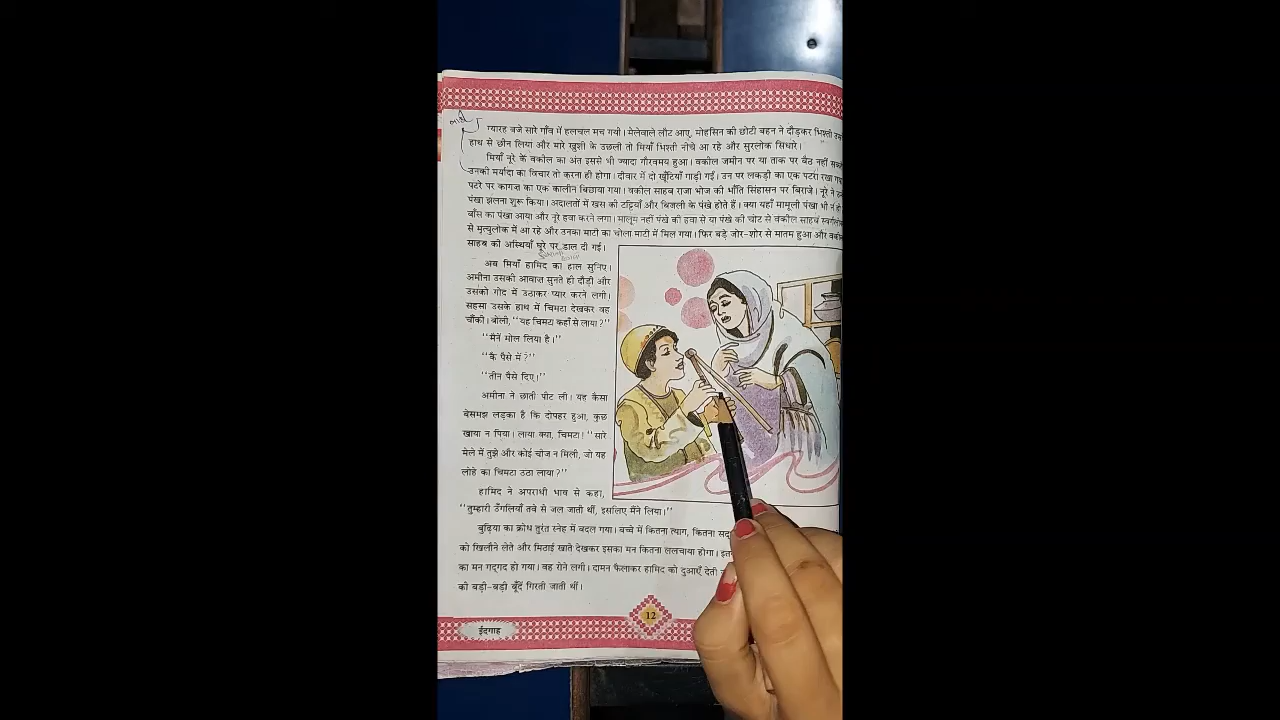 ग्यारह बजे सारे गाँव में हलचल मच गयी। मेलेवाले लौट आए, मोहसिन की छोटी बहन ने दौड़कर भिश्ती उसके
हाथ से छीन लिया और मारे खुशी के उछली तो मियाँ भिश्ती नीचे आ रहे और सुरलोक सिधारे।
मियाँ नूरे के वकील का अंत इससे भी ज्यादा गौरवमय हुआ। वकील जमीन पर या ताक पर बैठ नहीं
उनकी मर्यादा का विचार तो करना ही होगा। दीवार में दो खूँटियाँ गाड़ी गईं। उन पर लकड़ी का एक पटरा रखा
पटरे पर कागज का एक कालीन बिछाया गया। वकील साहब राजा भोज की भाँति सिंहासन पर बिराजे। नूरे ने
पंखा झलना शुरू किया। अदालतों में खस की टट्टियाँ और बिजली के पंखे होते हैं। क्या यहाँ मामूली पंखा भी न
बाँस का पंखा आया और नूरे हवा करने लगा। मालूम नहीं पंखे की हवा से या पंखे की चोट से वकील साहब
से मृत्युलोक में आ रहे और उनका माटी का चोला माटी में मिल गया। फिर बड़े जोर-शोर से मातम हुआ और
साहब की अस्थियाँ घूरे पर डाल दी गईं।
अब मियाँ हामिद का हाल सुनिए।
अमीना उसकी आवाज सुनते ही दौड़ी और
उसको गोद में उठाकर प्यार करने लगी।
सहसा उसके हाथ में चिमटा देखकर वह
चौंकी। बोली, ‘‘यह चिमटा कहाँ से लाया?’’
‘‘मैंनें मोल लिया है।’’
‘‘कै पैसे में?’’
‘‘तीन पैसे दिए।’’
अमीना ने छाती पीट ली। यह कैसा
बेसमझ लड़का है कि दोपहर हुआ, कुछ
खाया न पिया। लाया क्या, चिमटा! ‘‘सारे
मेले में तुझे और कोई चीज न मिली, जो यह
लोहे का चिमटा उठा लाया?’’
हामिद ने अपराधी भाव से कहा,
‘‘तुम्हारी उँगलियाँ तवे से जल जाती थीं, इसलिए मैंने लिया।’’
बुढ़िया का क्रोध तुरंत स्नेह में बदल गया। बच्चे में कितना त्याग, कितना
को खिलौने लेते और मिठाई खाते देखकर इसका मन कितना ललचाया होगा।
का मन गद्‌गद हो गया। वह रोने लगी। दामन फैलाकर हामिद को दुआएँ देती
की बड़ी-बड़ी बूँदें गिरती जाती थीं।
12
ईदगाह